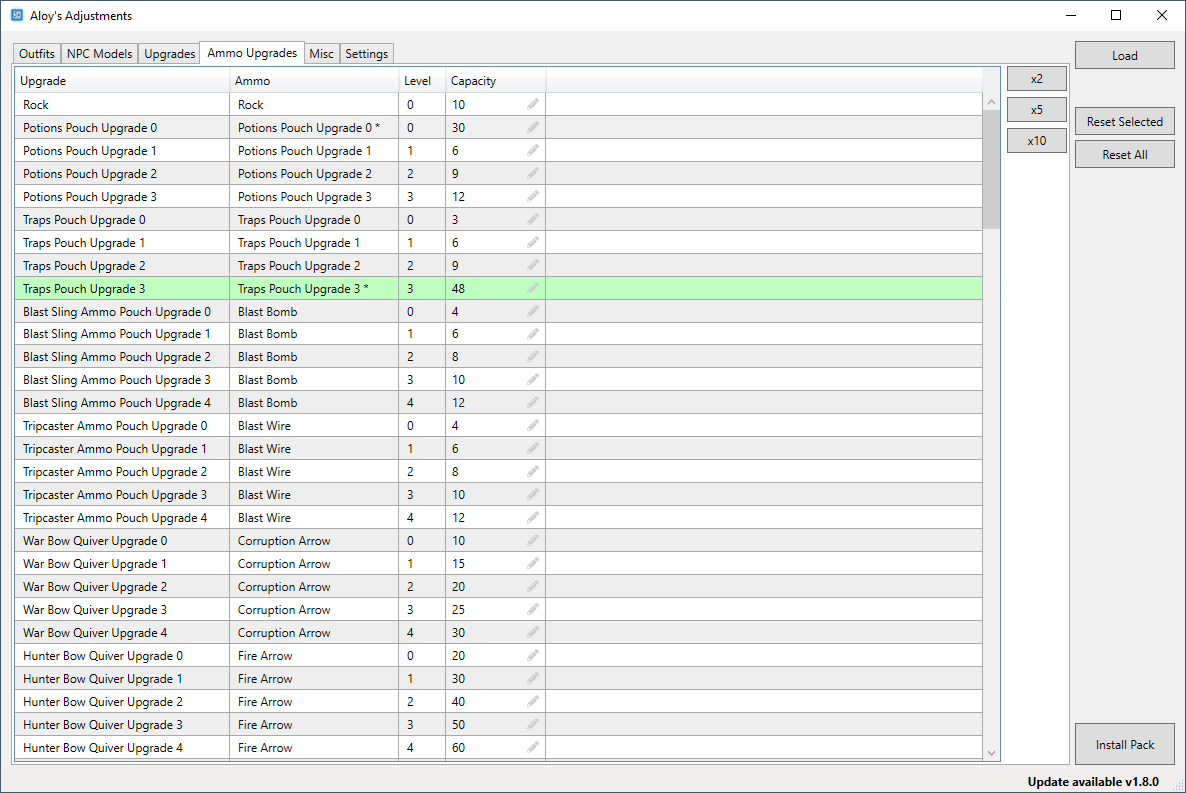 Aloy's Adjustments
Outfits NPC Models Upgrades Ammo Upgrades Misc Settings
Load
Upgrade Ammo Level Capacity
x2
Rock Rock 0 10
x5
Reset Selected
Potions Pouch Upgrade 0 Potions Pouch Upgrade 0 * 0 30
x10
Potions Pouch Upgrade 1 Potions Pouch Upgrade 1 1 6
Reset All
Potions Pouch Upgrade 2 Potions Pouch Upgrade 2 2 9
Potions Pouch Upgrade 3 Potions Pouch Upgrade 3 3 12
Traps Pouch Upgrade 0 Traps Pouch Upgrade 0 0 3
Traps Pouch Upgrade 1 Traps Pouch Upgrade 1 1 6
Traps Pouch Upgrade 2 Traps Pouch Upgrade 2 2 9
Traps Pouch Upgrade 3 Traps Pouch Upgrade 3 * 3 48
Blast Sling Ammo Pouch Upgrade 0 Blast Bomb 0 4
Blast Sling Ammo Pouch Upgrade 1 Blast Bomb 1 6
Blast Sling Ammo Pouch Upgrade 2 Blast Bomb 2 8
Blast Sling Ammo Pouch Upgrade 3 Blast Bomb 3 10
Blast Sling Ammo Pouch Upgrade 4 Blast Bomb 4 12
Tripcaster Ammo Pouch Upgrade 0 Blast Wire 0 4
Tripcaster Ammo Pouch Upgrade 1 Blast Wire 1 6
Tripcaster Ammo Pouch Upgrade 2 Blast Wire 2 8
Tripcaster Ammo Pouch Upgrade 3 Blast Wire 3 10
Tripcaster Ammo Pouch Upgrade 4 Blast Wire 4 12
War Bow Quiver Upgrade 0 Corruption Arrow 0 10
War Bow Quiver Upgrade 1 Corruption Arrow 1 15
War Bow Quiver Upgrade 2 Corruption Arrow 2 20
War Bow Quiver Upgrade 3 Corruption Arrow 3 25
War Bow Quiver Upgrade 4 Corruption Arrow 4 30
Hunter Bow Quiver Upgrade 0 Fire Arrow 0 20
Hunter Bow Quiver Upgrade 1 Fire Arrow 1 30
Hunter Bow Quiver Upgrade 2 Fire Arrow 2 40
Hunter Bow Quiver Upgrade 3 Fire Arrow 3 50
Hunter Bow Quiver Upgrade 4 Fire Arrow 4 60
Install Pack
Update available v1.8.0